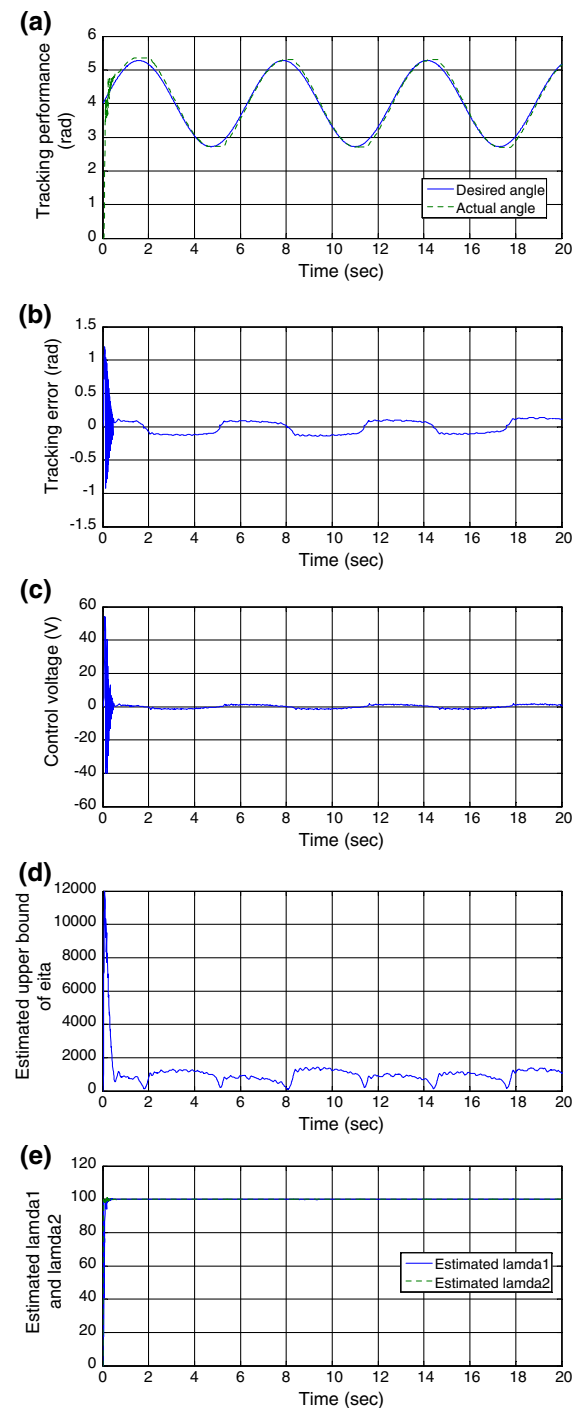 (a)
Tracking performance
(rad)
6
5
4
3
2
1
0
Desired angle
Actual angle
0 2 4 6 8 10 12 14 16 18 20
Time (sec)
(b)
Tracking error (rad)
1.5
1
0.5
0
-0.5
-1
-1.5
0 2 4 6 8 10 12 14 16 18 20
Time (sec)
(c)
Control voltage (V)
60
40
20
0
-20
-40
-60
0 2 4 6 8 10 12 14 16 18 20
Time (sec)
(d)
Estimated upper bound
of eita
12000
10000
8000
6000
4000
2000
0
0 2 4 6 8 10 12 14 16 18 20
Time (sec)
(e)
Estimated lamda1
and lamda2
120
100
80
60
40
20
0
Estimated lamda1
Estimated lamda2
0 2 4 6 8 10 12 14 16 18 20
Time (sec)